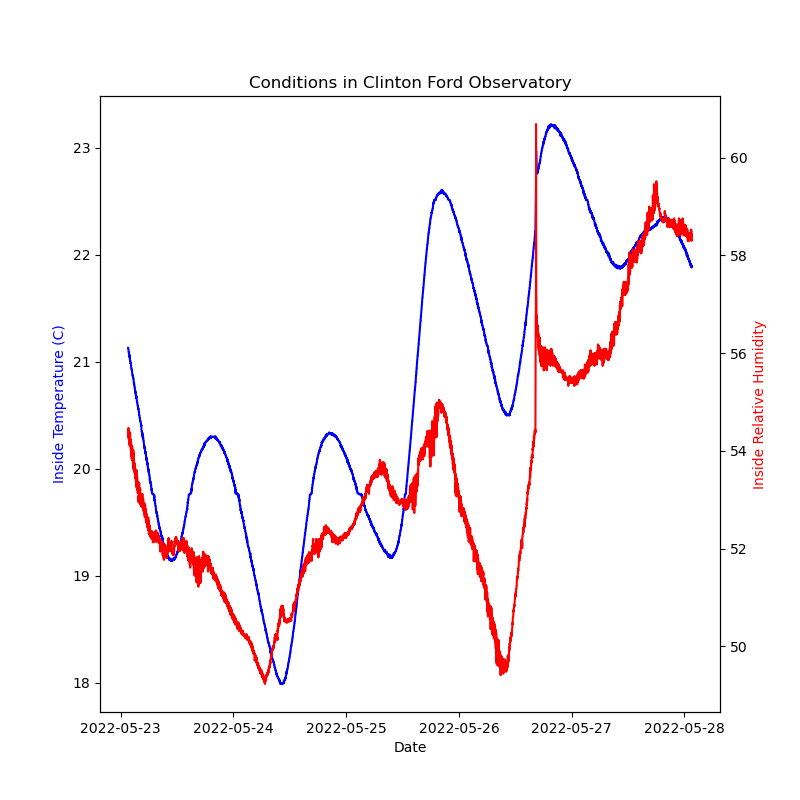 Conditions in Clinton Ford Observatory
23
22
21
20
19
18
Inside Temperature (C)
60
58
56
54
52
50
Inside Relative Humidity
2022-05-23 2022-05-24 2022-05-25 2022-05-26 2022-05-27 2022-05-28
Date